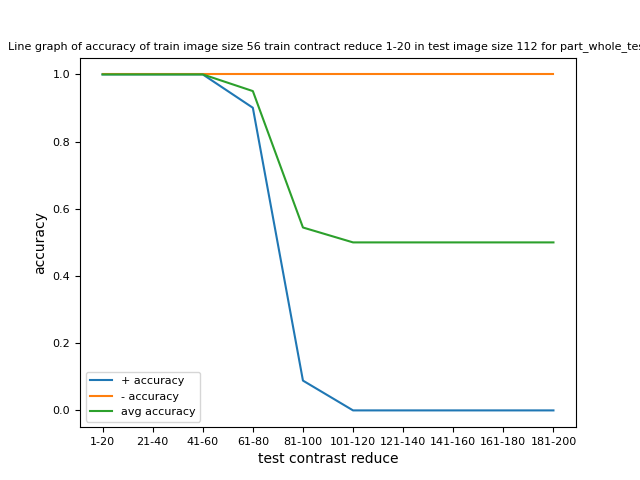 Line graph of accuracy of train image size 56 train contract reduce 1-20 in test image size 112 for part_whole_tes
1.0
0.8
0.6
0.4
0.2
0.0
accuracy
+ accuracy
- accuracy
avg accuracy
1-20 21-40 41-60 61-80 81-100 101-120 121-140 141-160 161-180 181-200
test contrast reduce